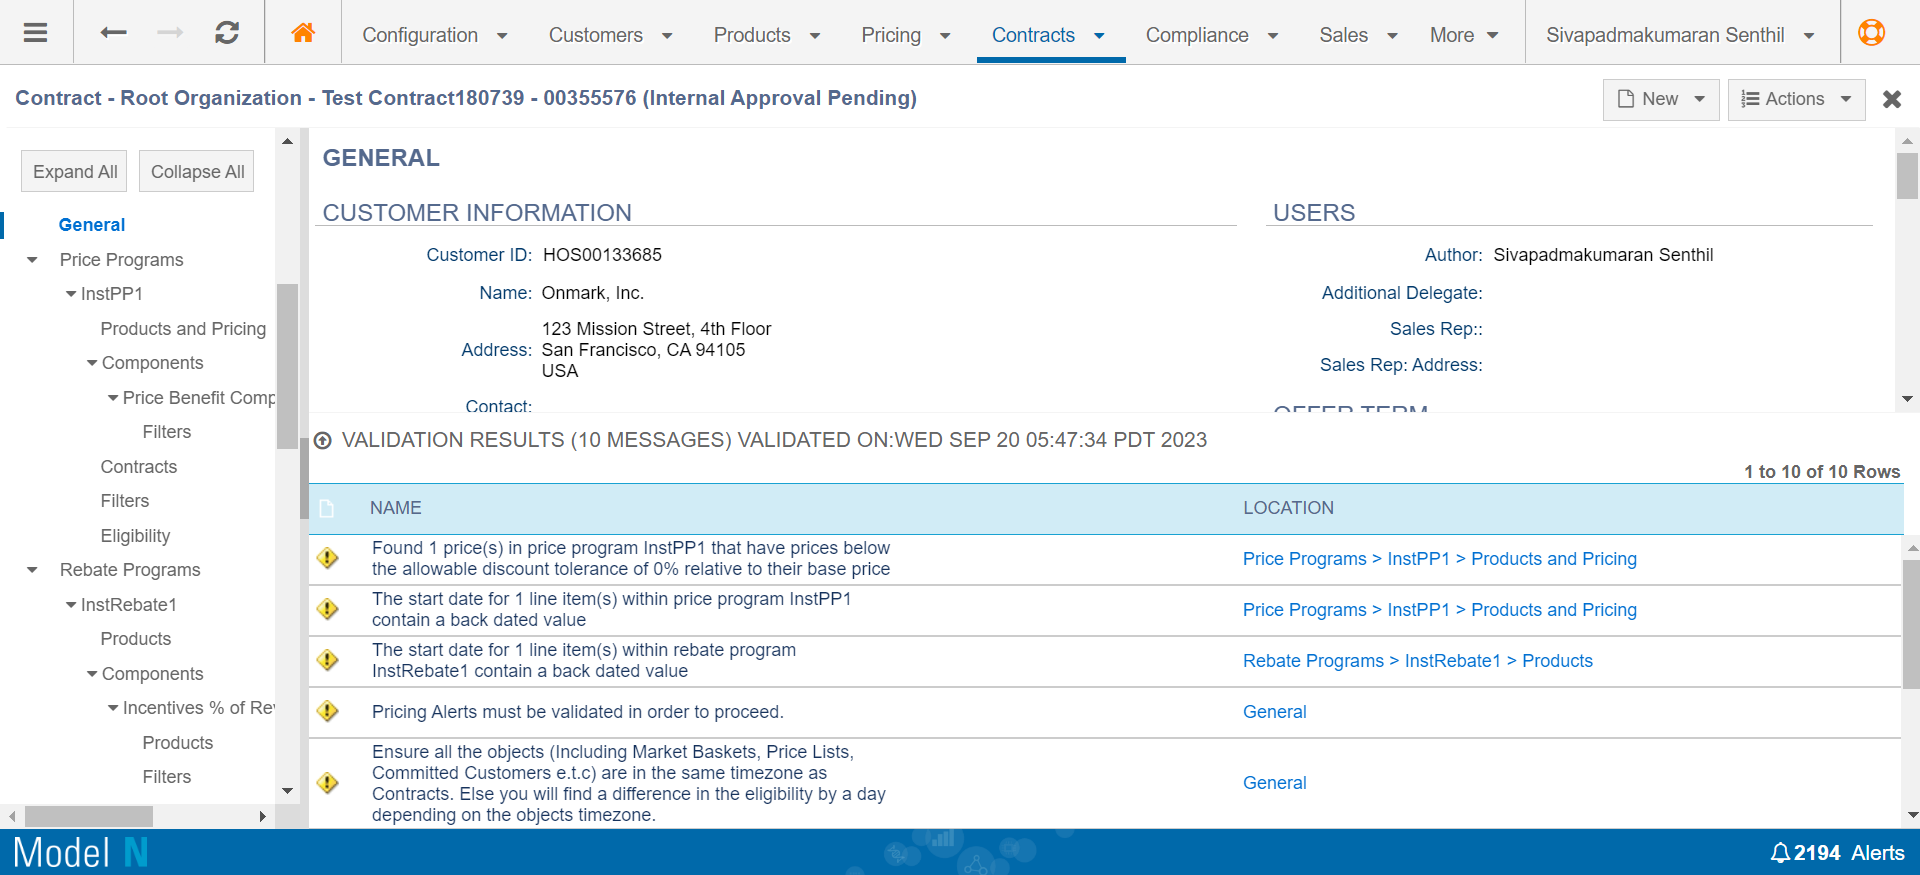 Configuration Customers Products Pricing Contracts Compliance Sales More Sivapadmakumaran Senthil
Contract - Root Organization - Test Contract180739 - 00355576 (Internal Approval Pending)
New Actions
Expand All Collapse All
General
Price Programs
InstPP1
Products and Pricing
Components
Price Benefit Comp
Filters
Contracts
Filters
Eligibility
Rebate Programs
InstRebate1
Products
Components
Incentives % of Rev
Products
Filters
GENERAL
CUSTOMER INFORMATION
Customer ID: HOS00133685
Name: Onmark, Inc.
Address: 123 Mission Street, 4th Floor
San Francisco, CA 94105
USA
Contact:
USERS
Author: Sivapadmakumaran Senthil
Additional Delegate:
Sales Rep::
Sales Rep: Address:
OFFER TERM
VALIDATION RESULTS (10 MESSAGES) VALIDATED ON:WED SEP 20 05:47:34 PDT 2023
1 to 10 of 10 Rows
NAME LOCATION
Found 1 price(s) in price program InstPP1 that have prices below
the allowable discount tolerance of 0% relative to their base price
Price Programs > InstPP1 > Products and Pricing
The start date for 1 line item(s) within price program InstPP1
contain a back dated value
Price Programs > InstPP1 > Products and Pricing
The start date for 1 line item(s) within rebate program
InstRebate1 contain a back dated value
Rebate Programs > InstRebate1 > Products
Pricing Alerts must be validated in order to proceed.
General
Ensure all the objects (Including Market Baskets, Price Lists,
Committed Customers e.t.c) are in the same timezone as
Contracts. Else you will find a difference in the eligibility by a day
depending on the objects timezone.
General
Model N
2194 Alerts